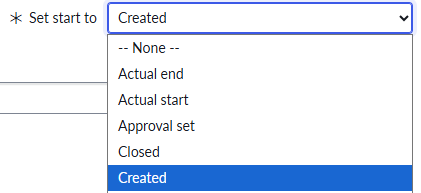 * Set start to Created
-- None --
Actual end
Actual start
Approval set
Closed
Created